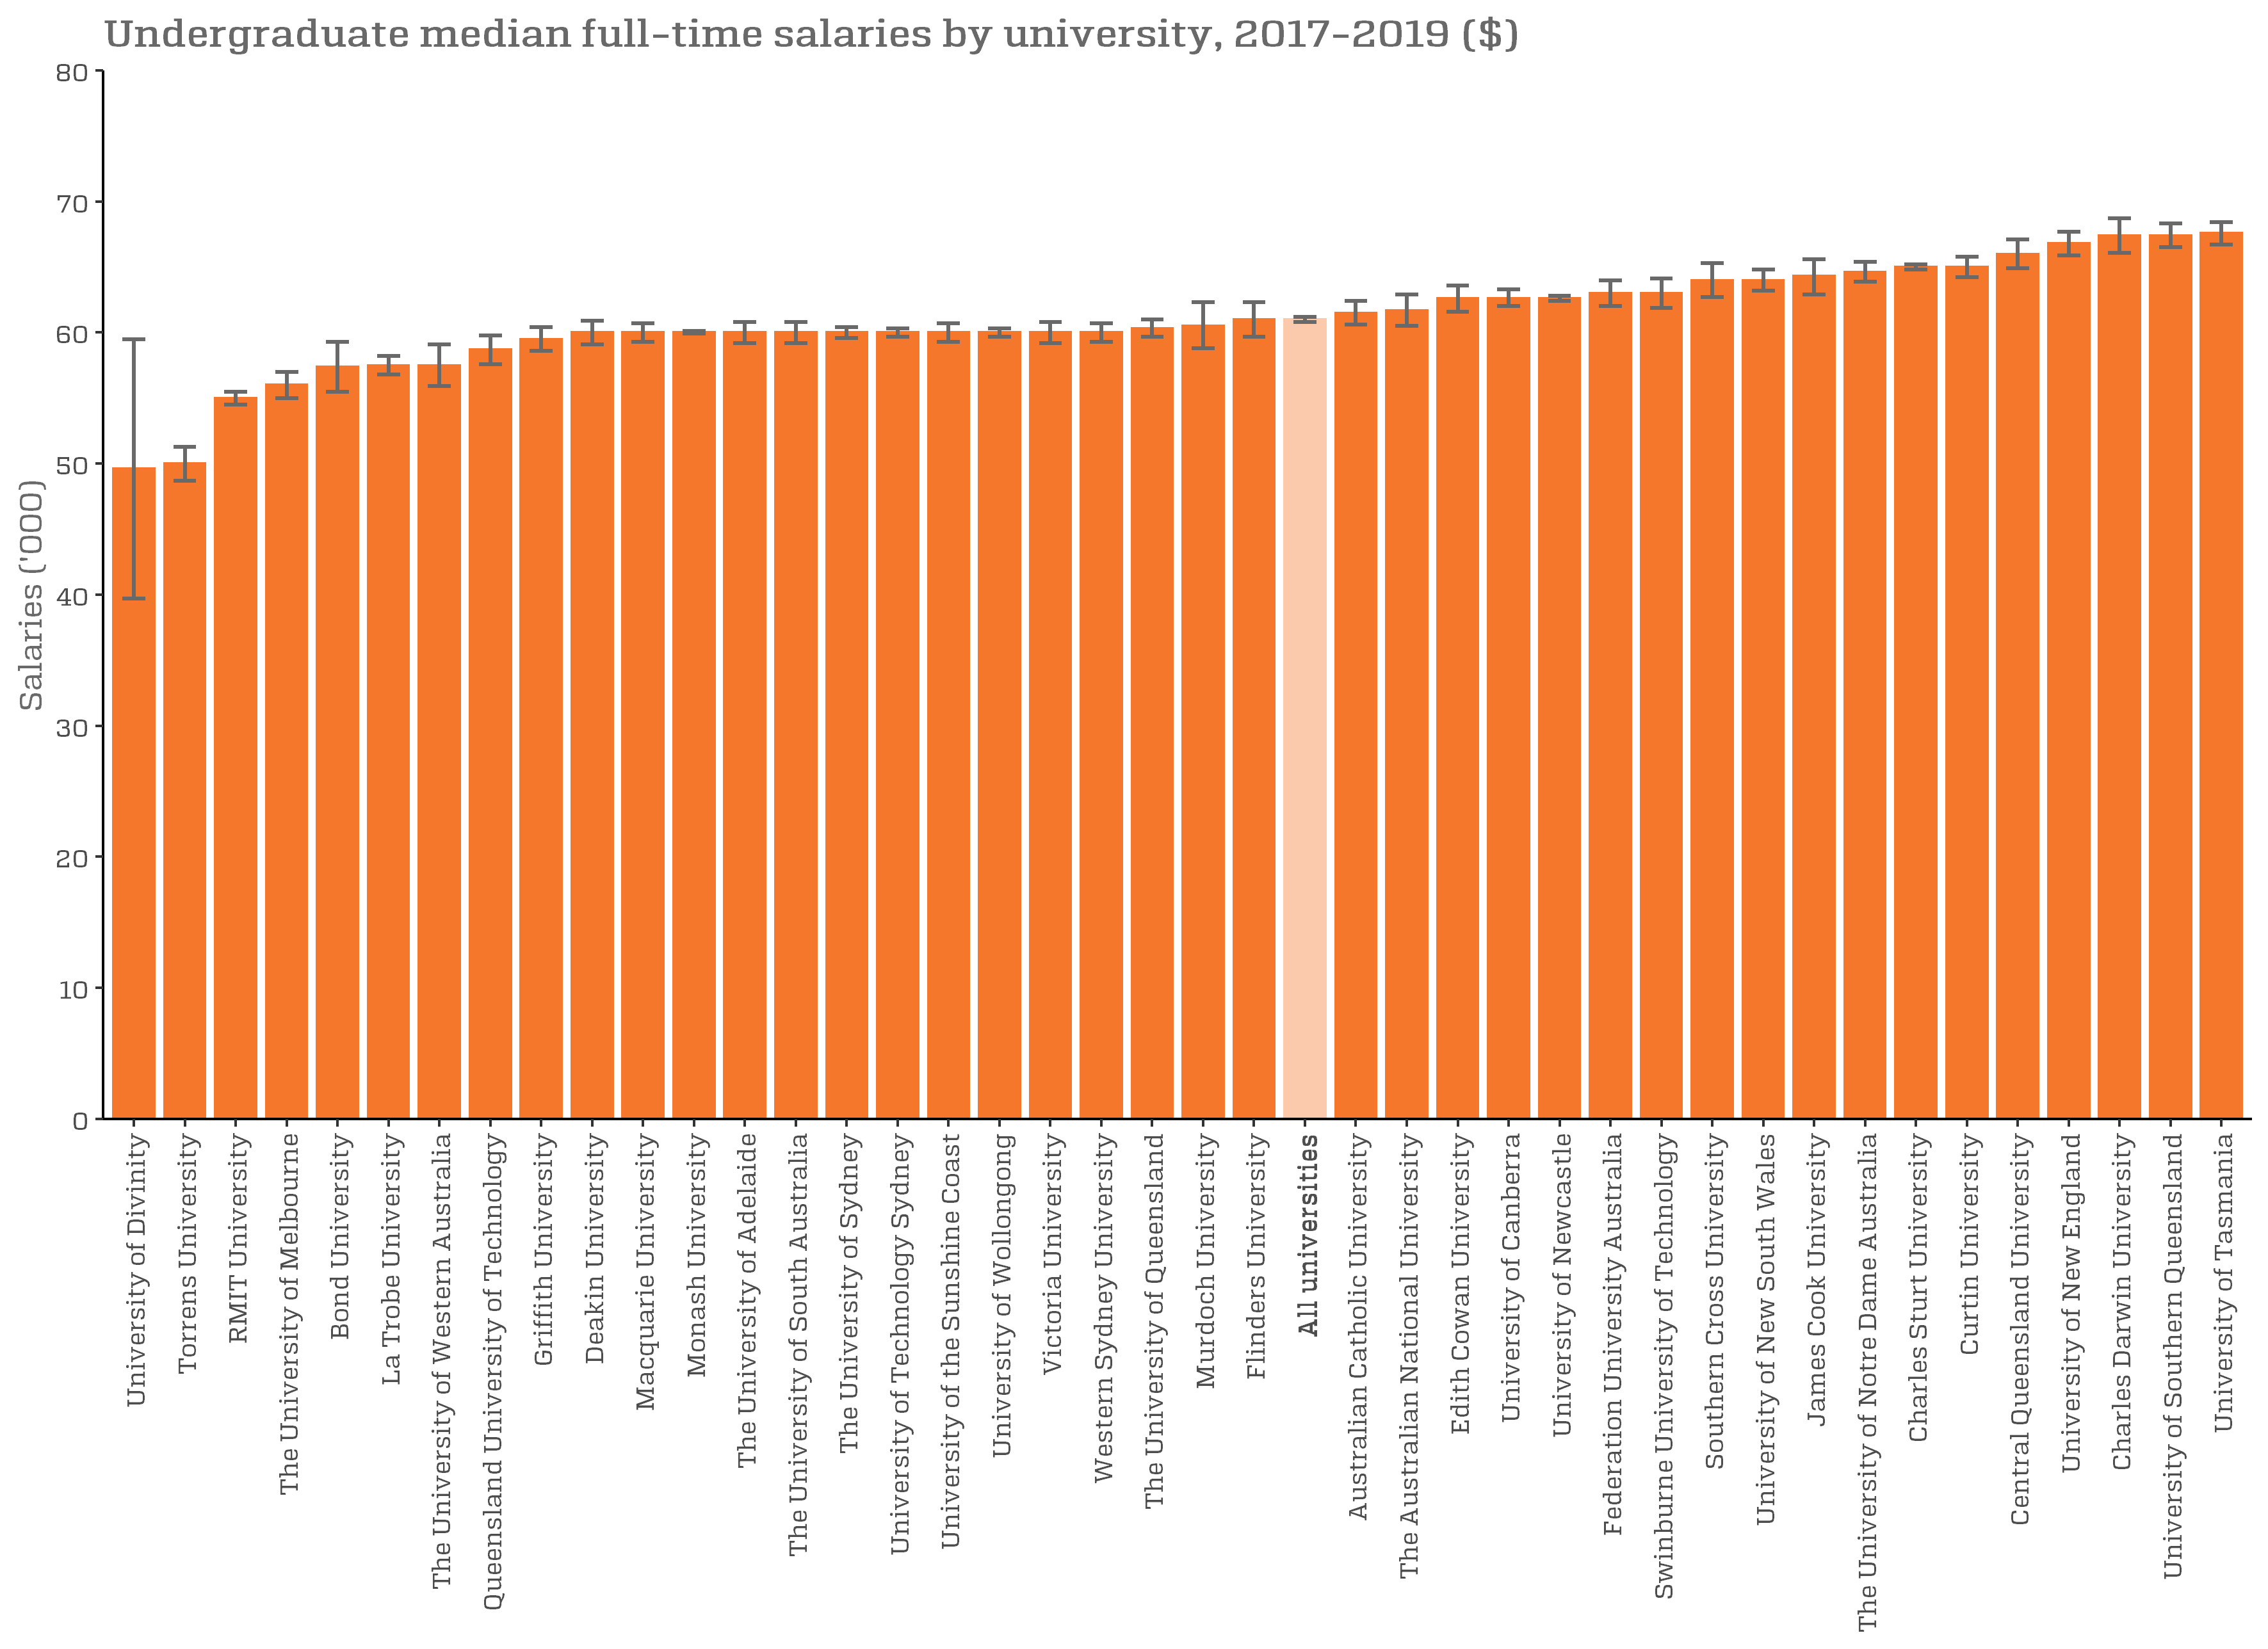 Undergraduate median full-time salaries by university, 2017-2019 ($)
Salaries ('000)
80
70
60
50
40
30
20
10
0
University of Divinity
Torrens University
RMIT University
The University of Melbourne
Bond University
La Trobe University
The University of Western Australia
Queensland University of Technology
Griffith University
Deakin University
Macquarie University
Monash University
The University of Adelaide
The University of South Australia
The University of Sydney
University of Technology Sydney
University of the Sunshine Coast
University of Wollongong
Victoria University
Western Sydney University
The University of Queensland
Murdoch University
Flinders University
All universities
Australian Catholic University
The Australian National University
Edith Cowan University
University of Canberra
University of Newcastle
Federation University Australia
Swinburne University of Technology
Southern Cross University
University of New South Wales
James Cook University
The University of Notre Dame Australia
Charles Sturt University
Curtin University
Central Queensland University
University of New England
Charles Darwin University
University of Southern Queensland
University of Tasmania